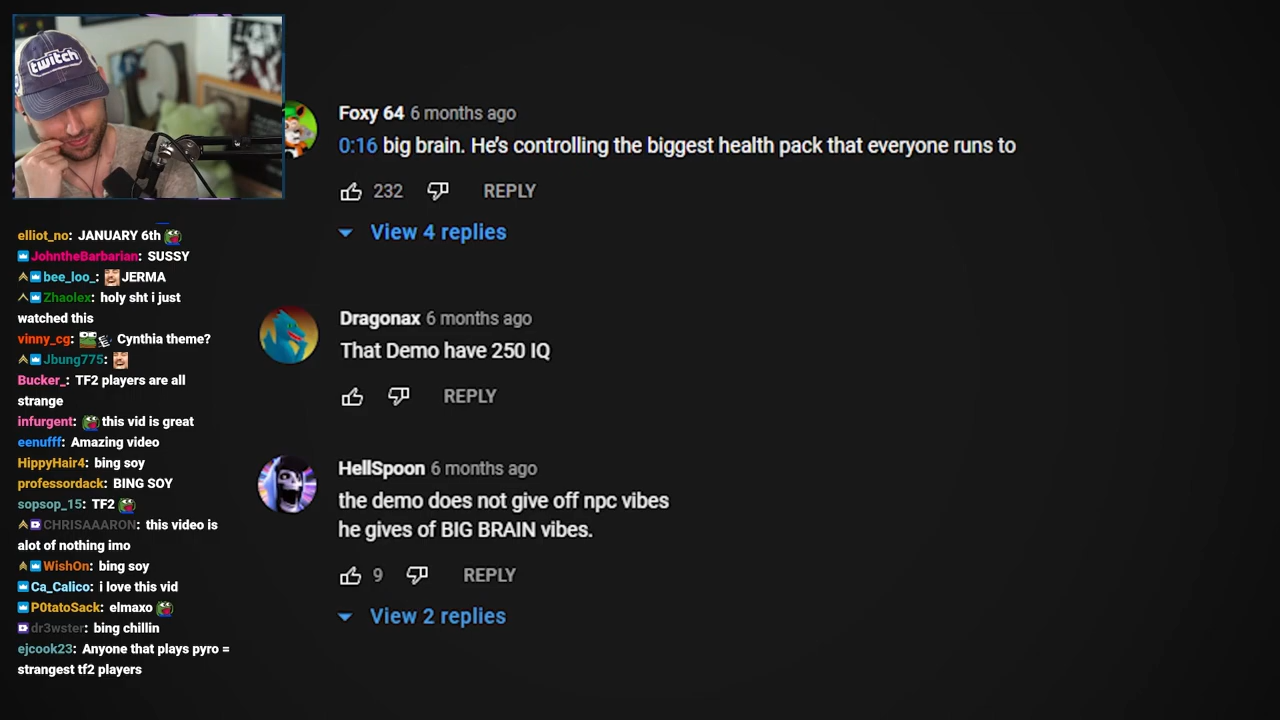 twitch
Foxy 64 6 months ago
0:16 big brain. He's controlling the biggest health pack that everyone runs to
232 REPLY
View 4 replies
Dragonax 6 months ago
That Demo have 250 IQ
REPLY
HellSpoon 6 months ago
the demo does not give off npc vibes
he gives of BIG BRAIN vibes.
9 REPLY
View 2 replies
elliot_no: JANUARY 6th
JohntheBarbarian: SUSSY
bee_loo_: JERMA
Zhaolex: holy sht i just
watched this
vinny_cg: Cynthia theme?
Jbung775:
Bucker_: TF2 players are all
strange
infurgent: this vid is great
eenufff: Amazing video
HippyHair4: bing soy
professordack: BING SOY
sopsop_15: TF2
CHRISAAARON: this video is
alot of nothing imo
WishOn: bing soy
Ca_Calico: i love this vid
P0tatoSack: elmaxo
dr3wster: bing chillin
ejcook23: Anyone that plays pyro =
strangest tf2 players